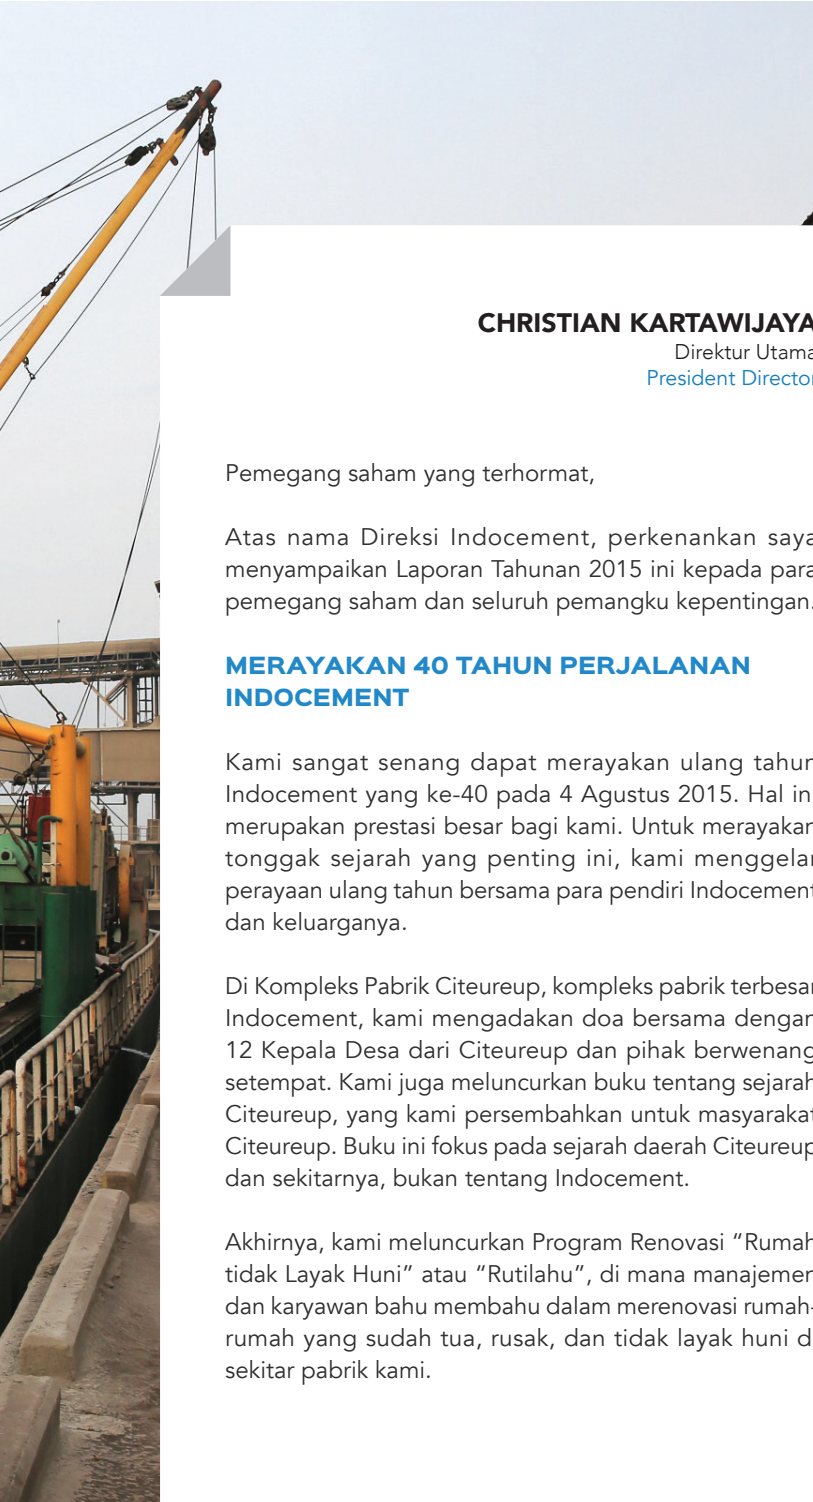 CHRISTIAN KARTAWIJAYA
Direktur Utama
President Director
Pemegang saham yang terhormat,
Atas nama Direksi Indocement, perkenankan saya
menyampaikan Laporan Tahunan 2015 ini kepada para
pemegang saham dan seluruh pemangku kepentingan.
MERAYAKAN 40 TAHUN PERJALANAN
INDOCEMENT
Kami sangat senang dapat merayakan ulang tahun
Indocement yang ke-40 pada 4 Agustus 2015. Hal ini
merupakan prestasi besar bagi kami. Untuk merayakan
tonggak sejarah yang penting ini, kami menggelar
perayaan ulang tahun bersama para pendiri Indocement
dan keluarganya.
Di Kompleks Pabrik Citeureup, kompleks pabrik terbesar
Indocement, kami mengadakan doa bersama dengan
12 Kepala Desa dari Citeureup dan pihak berwenang
setempat. Kami juga meluncurkan buku tentang sejarah
Citeureup, yang kami persembahkan untuk masyarakat
Citeureup. Buku ini fokus pada sejarah daerah Citeureup
dan sekitarnya, bukan tentang Indocement.
Akhirnya, kami meluncurkan Program Renovasi “Rumah
tidak Layak Huni” atau “Rutilahu”, di mana manajemen
dan karyawan bahu membahu dalam merenovasi rumah-
rumah yang sudah tua, rusak, dan tidak layak huni di
sekitar pabrik kami.